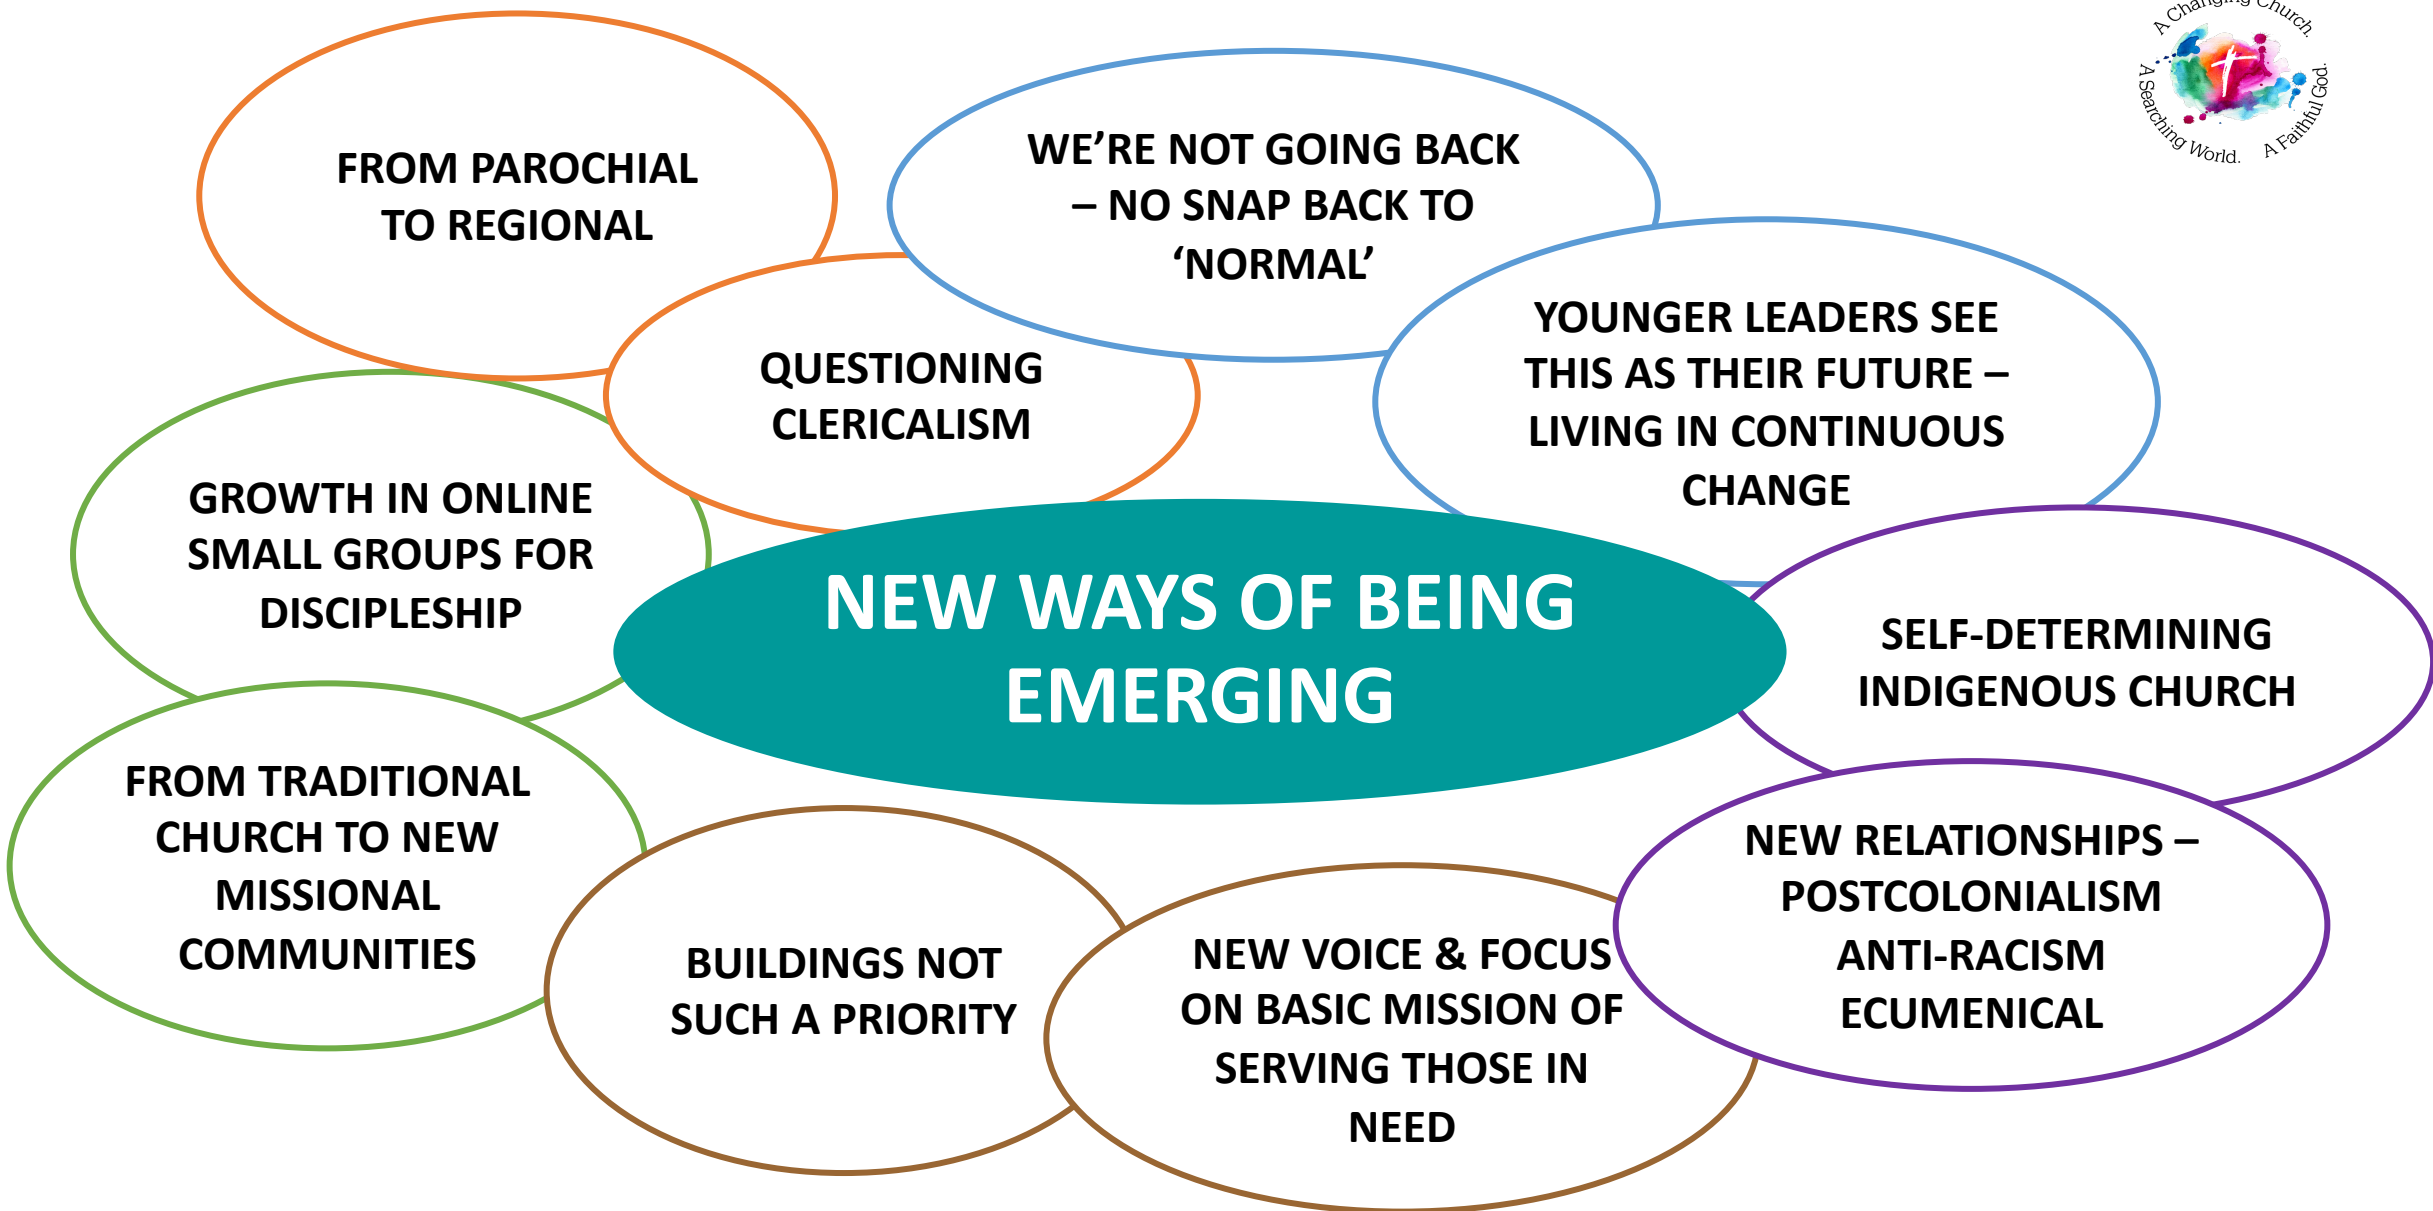 A Changing Church.
A Searching World.
A Faithful God.
FROM PAROCHIAL
TO REGIONAL
WE’RE NOT GOING BACK
– NO SNAP BACK TO
‘NORMAL’
QUESTIONING
CLERICALISM
YOUNGER LEADERS SEE
THIS AS THEIR FUTURE –
LIVING IN CONTINUOUS
CHANGE
GROWTH IN ONLINE
SMALL GROUPS FOR
DISCIPLESHIP
NEW WAYS OF BEING
EMERGING
SELF-DETERMINING
INDIGENOUS CHURCH
FROM TRADITIONAL
CHURCH TO NEW
MISSIONAL
COMMUNITIES
BUILDINGS NOT
SUCH A PRIORITY
NEW VOICE & FOCUS
ON BASIC MISSION OF
SERVING THOSE IN
NEED
NEW RELATIONSHIPS –
POSTCOLONIALISM
ANTI-RACISM
ECUMENICAL